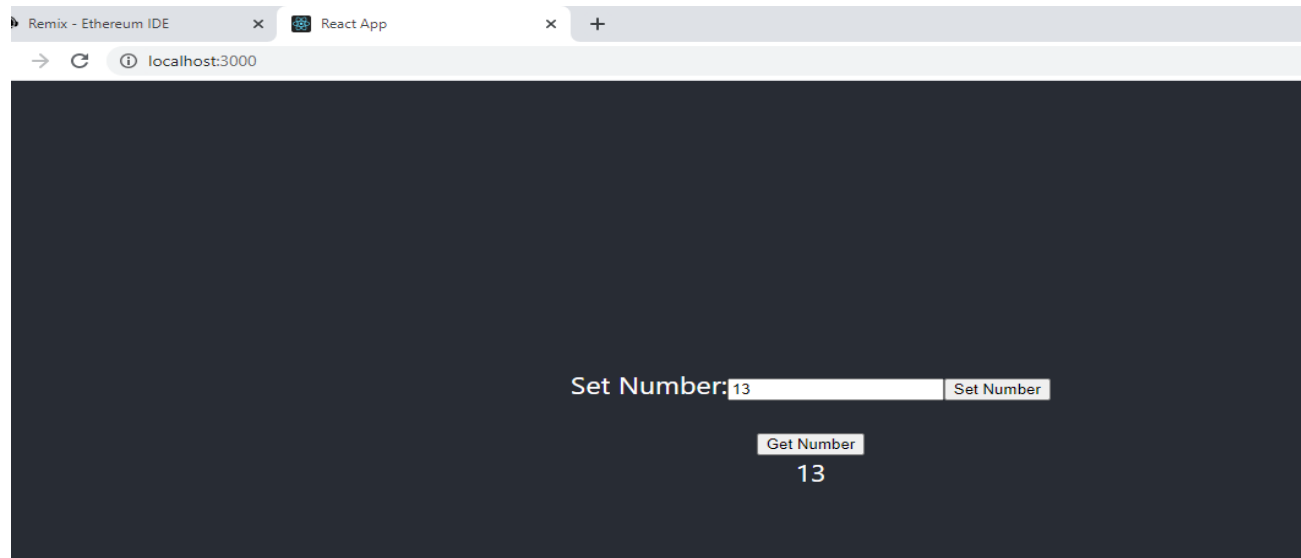 Remix - Ethereum IDE React App
localhost:3000
Set Number: 13 Set Number
Get Number
13